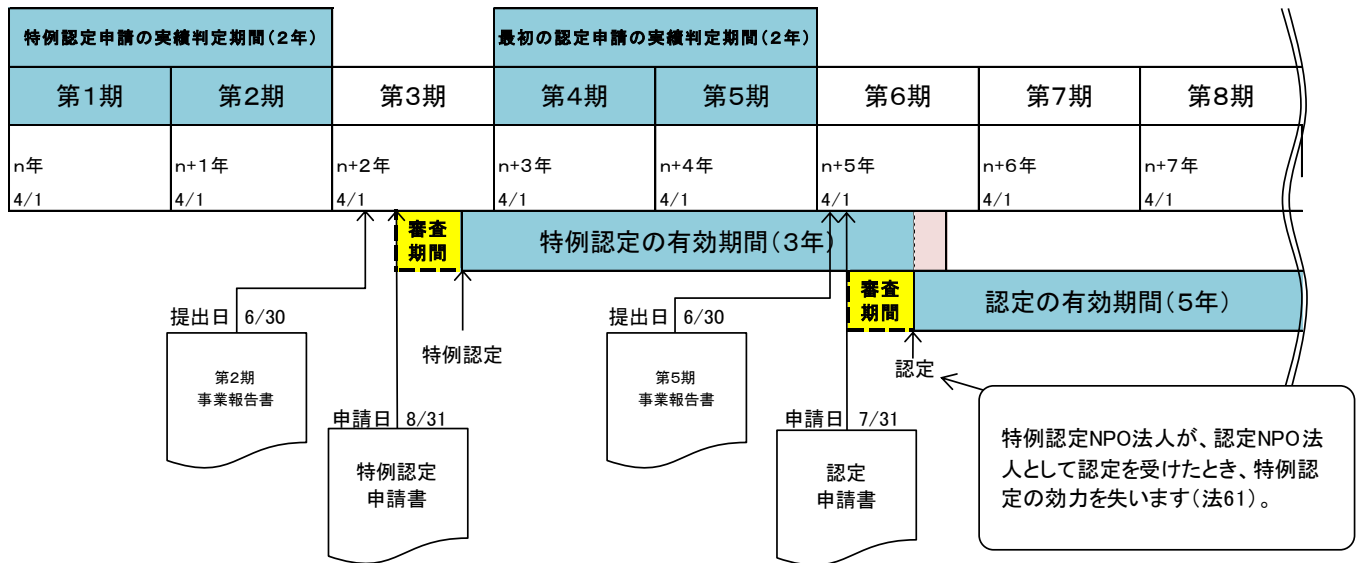 特例認定申請の実績判定期間(2年)
最初の認定申請の実績判定期間(2年)
第1期
第2期
第3期
第4期
第5期
第6期
第7期
第8期
n年
4/1
n+1年
4/1
n+2年
4/1
n+3年
4/1
n+4年
4/1
n+5年
4/1
n+6年
4/1
n+7年
4/1
審査
期間
特例認定の有効期間(3年)
審査
期間
認定の有効期間(5年)
提出日 6/30
第2期
事業報告書
特例認定
申請日 8/31
特例認定
申請書
提出日 6/30
第5期
事業報告書
認定
申請日 7/31
認定
申請書
特例認定NPO法人が、認定NPO法
人として認定を受けたとき、特例認
定の効力を失います(法61)。